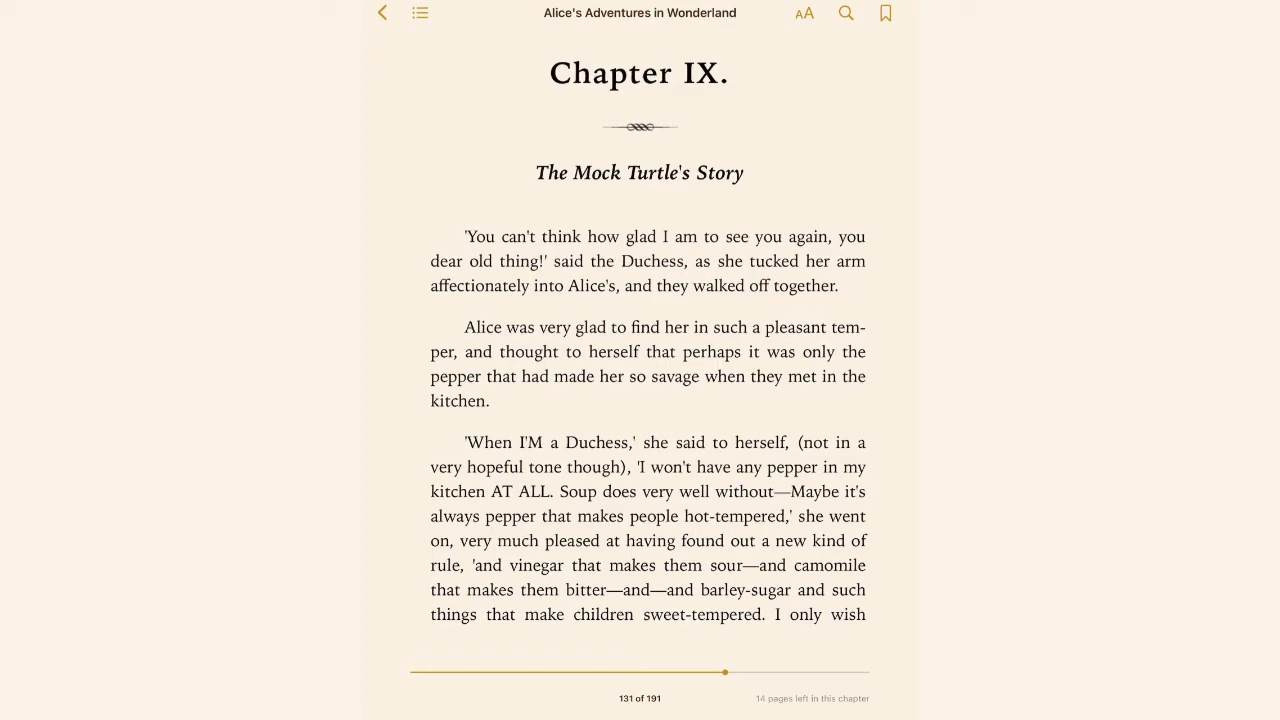 Alice's Adventures in Wonderland
AA
Chapter IX.
The Mock Turtle's Story
'You can't think how glad I am to see you again, you
dear old thing!' said the Duchess, as she tucked her arm
affectionately into Alice's, and they walked off together.
Alice was very glad to find her in such a pleasant tem-
per, and thought to herself that perhaps it was only the
pepper that had made her so savage when they met in the
kitchen.
'When I'M a Duchess,' she said to herself, (not in a
very hopeful tone though), 'I won't have any pepper in my
kitchen AT ALL. Soup does very well without—Maybe it's
always pepper that makes people hot-tempered,' she went
on, very much pleased at having found out a new kind of
rule, 'and vinegar that makes them sour—and camomile
that makes them bitter—and—and barley-sugar and such
things that make children sweet-tempered. I only wish
131 of 191
14 pages left in this chapter